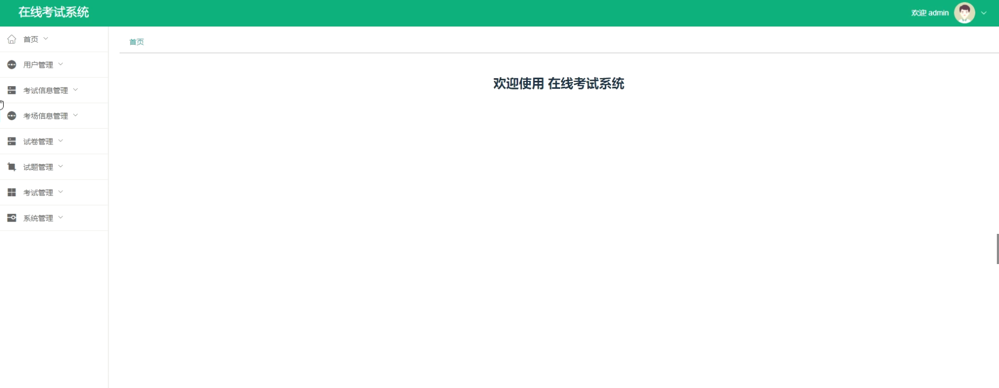 在线考试系统
欢迎 admin
首页
用户管理
考试信息管理
考场信息管理
试卷管理
试题管理
考试管理
系统管理
首页
欢迎使用 在线考试系统